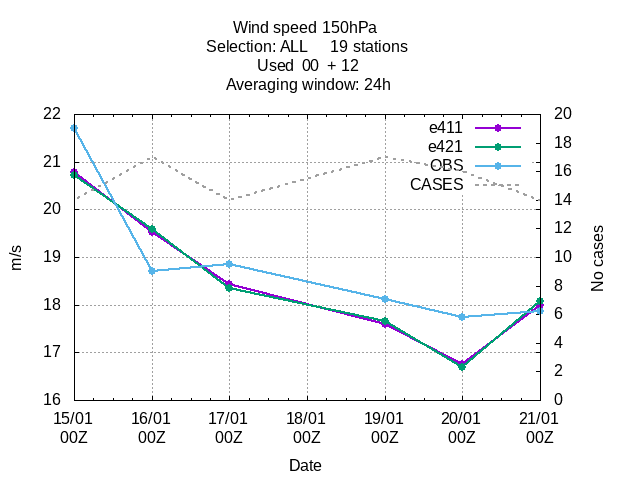 Wind speed 150hPa
Selection: ALL     19 stations
Used  00  + 12
Averaging window: 24h
22
21
20
19
18
17
16
m/s
e411
e421
OBS
CASES
20
18
16
14
12
10
8
6
4
2
0
No cases
15/01 16/01 17/01 18/01 19/01 20/01 21/01
00Z 00Z 00Z 00Z 00Z 00Z 00Z
Date